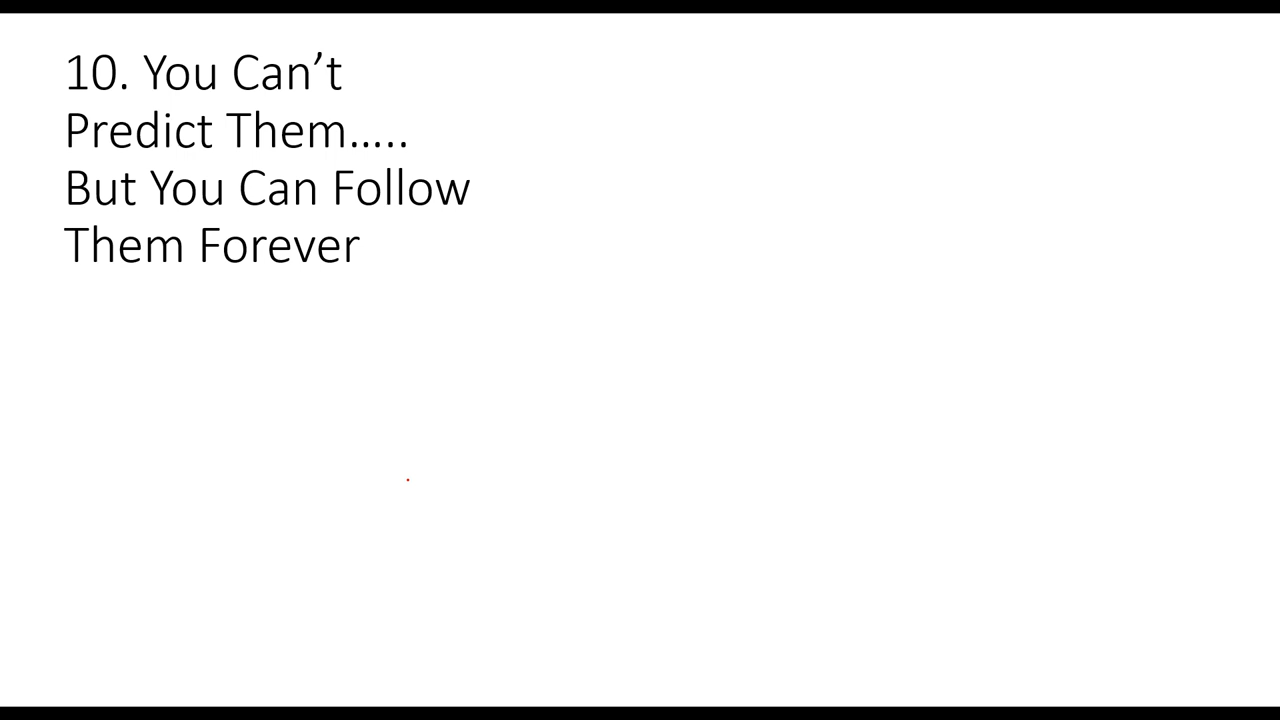 10. You Can’t
Predict Them.....
But You Can Follow
Them Forever